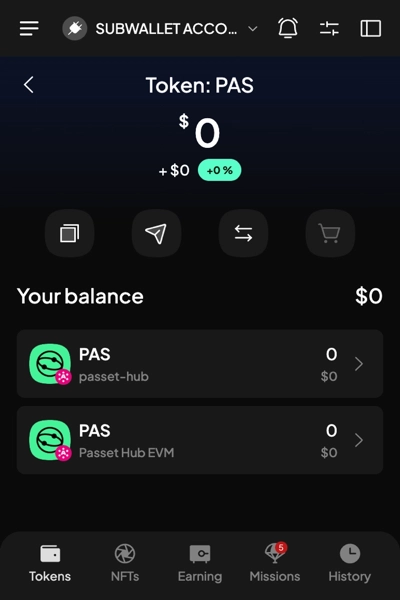 SUBWALLET ACCO...
Token: PAS
$0
+ $0 +0 %
Your balance $0
PAS 0
passet-hub $0
PAS 0
Passet Hub EVM $0
5
Tokens NFTs Earning Missions History